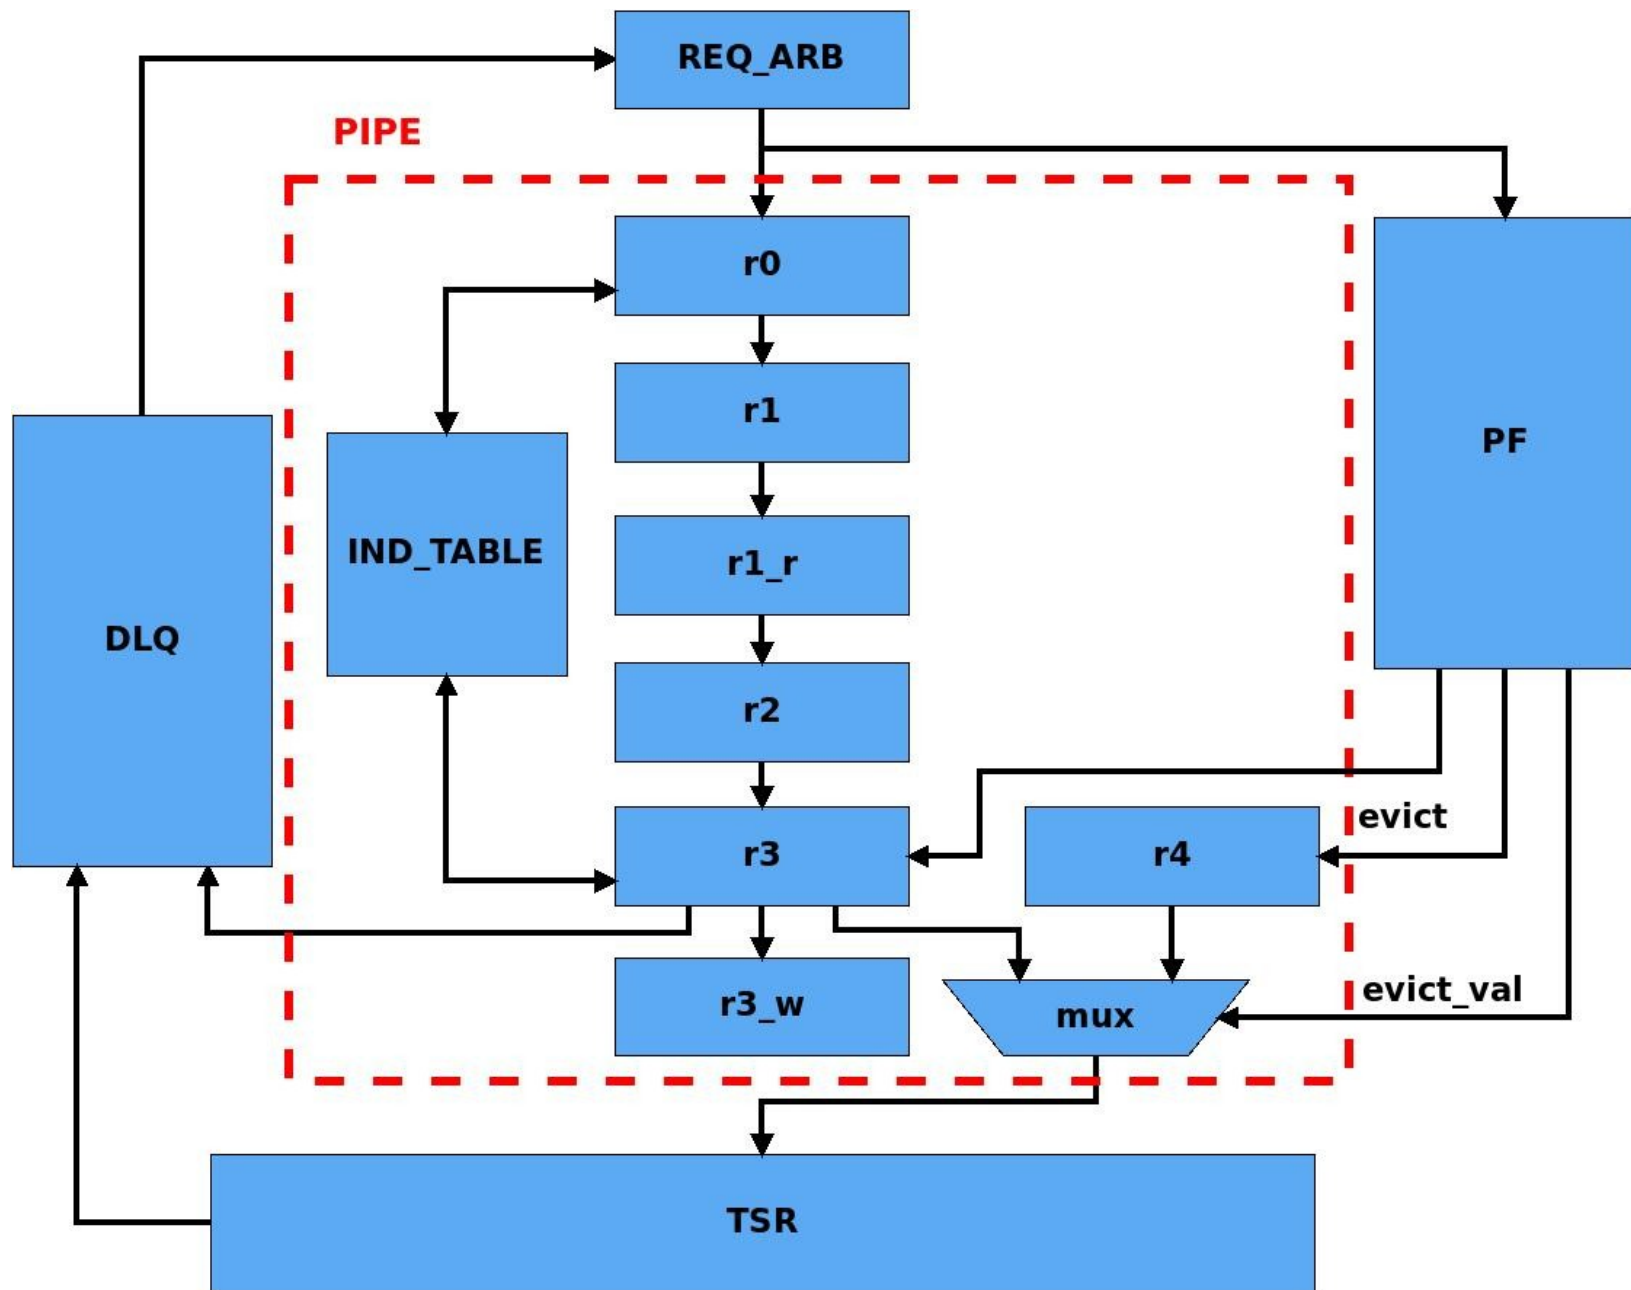 REQ_ARB
PIPE
r0
r1
PF
IND_TABLE
r1_r
DLQ
r2
evict
r3
r4
evict_val
r3_w
mux
TSR